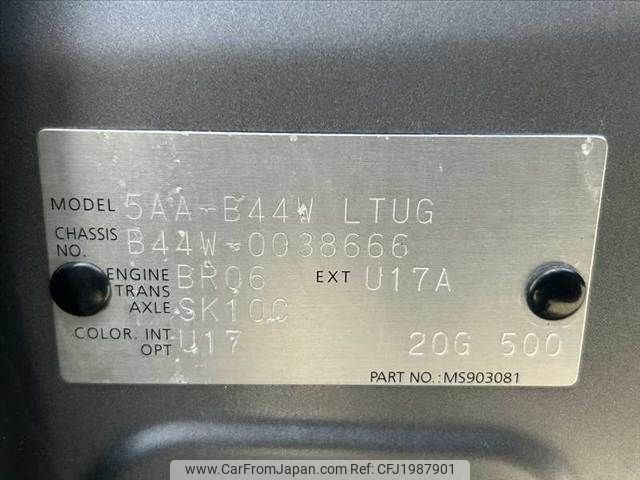 MODEL 5AA-B44W LTUG
CHASSIS NO. B44W-0038666
ENGINE BR06 EXT U17A
TRANS AXLE SK10C
COLOR. INT U17
OPT 20G 500
PART NO.:MS903081
www.CarFromJapan.com - CFJ1987901